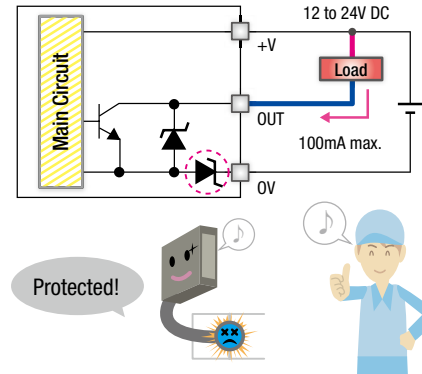 12 to 24V DC
+V
Load
Main Circuit
OUT
100mA max.
0V
Protected!